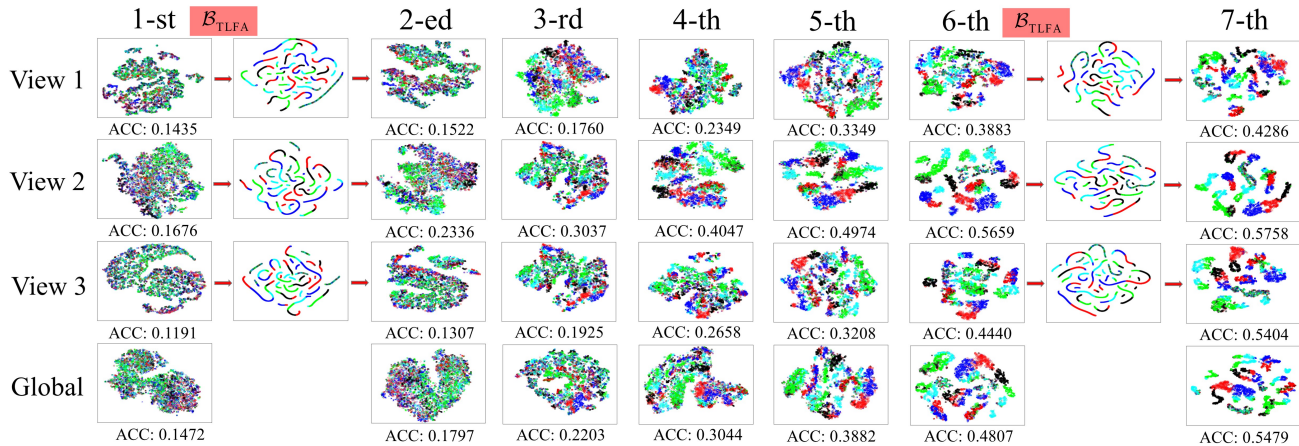 1-st 𝓑TLFA 2-ed 3-rd 4-th 5-th 6-th 𝓑TLFA 7-th
View 1
ACC: 0.1435 ACC: 0.1522 ACC: 0.1760 ACC: 0.2349 ACC: 0.3349 ACC: 0.3883 ACC: 0.4286
View 2
ACC: 0.1676 ACC: 0.2336 ACC: 0.3037 ACC: 0.4047 ACC: 0.4974 ACC: 0.5659 ACC: 0.5758
View 3
ACC: 0.1191 ACC: 0.1307 ACC: 0.1925 ACC: 0.2658 ACC: 0.3208 ACC: 0.4440 ACC: 0.5404
Global
ACC: 0.1472 ACC: 0.1797 ACC: 0.2203 ACC: 0.3044 ACC: 0.3882 ACC: 0.4807 ACC: 0.5479